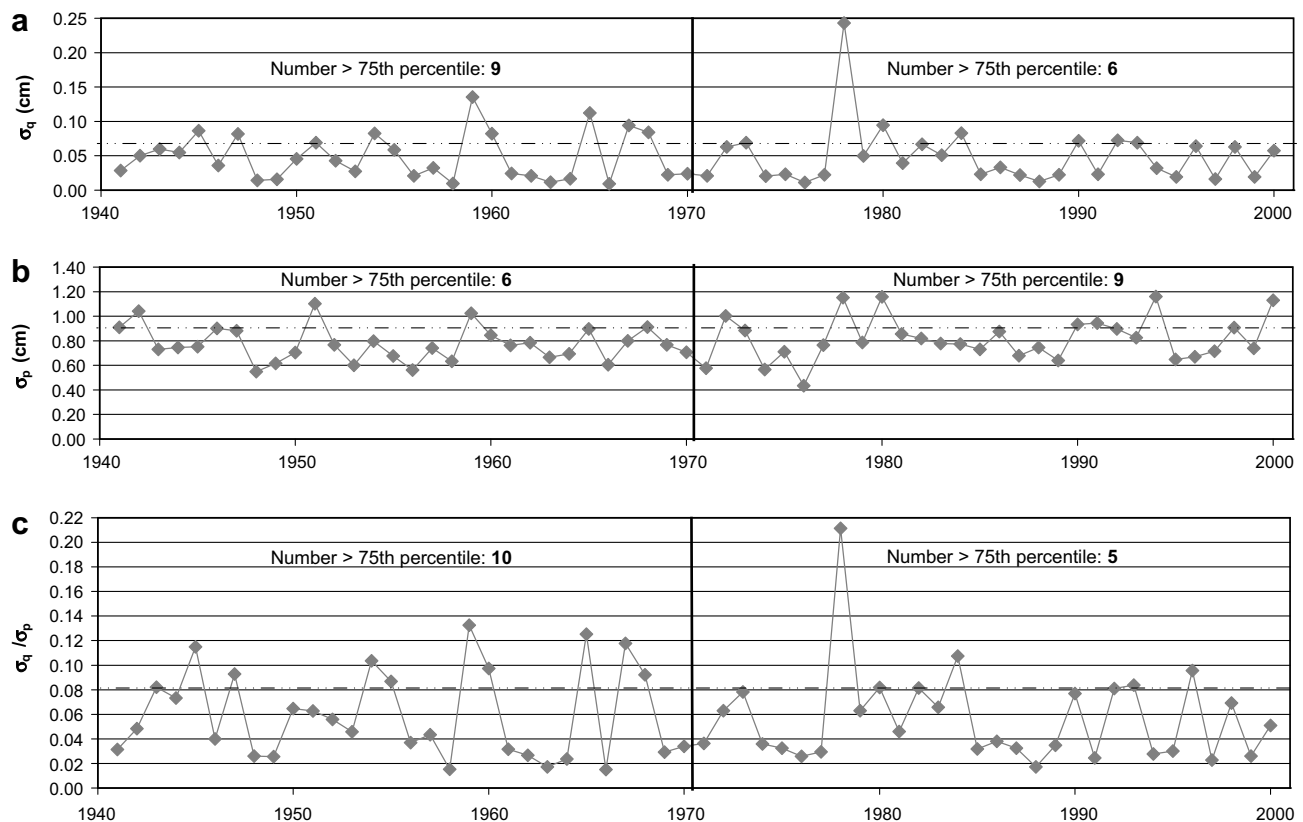 a
σq (cm)
0.25
0.20
0.15
0.10
0.05
0.00
Number > 75th percentile: 9
Number > 75th percentile: 6
1940 1950 1960 1970 1980 1990 2000
b
σp (cm)
1.40
1.20
1.00
0.80
0.60
0.40
0.20
0.00
Number > 75th percentile: 6
Number > 75th percentile: 9
1940 1950 1960 1970 1980 1990 2000
c
σq /σp
0.22
0.20
0.18
0.16
0.14
0.12
0.10
0.08
0.06
0.04
0.02
0.00
Number > 75th percentile: 10
Number > 75th percentile: 5
1940 1950 1960 1970 1980 1990 2000